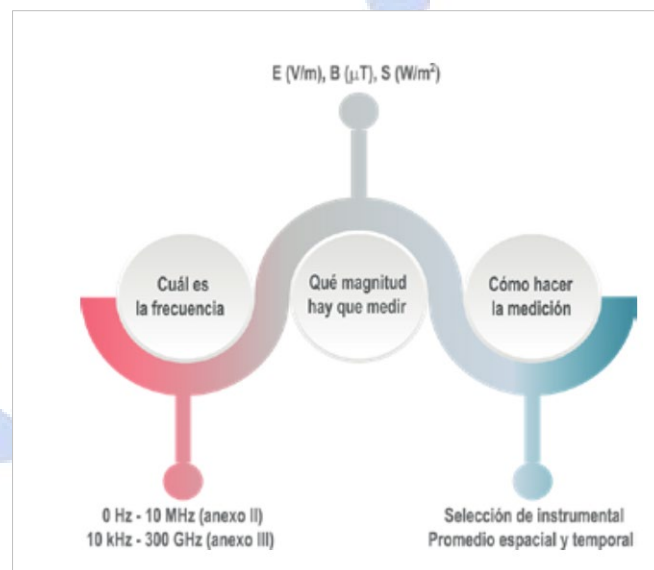 E (V/m), B (μT), S (W/m²)
Cuál es
la frecuencia
Qué magnitud
hay que medir
Cómo hacer
la medición
0 Hz - 10 MHz (anexo II)
10 kHz - 300 GHz (anexo III)
Selección de instrumental
Promedio espacial y temporal